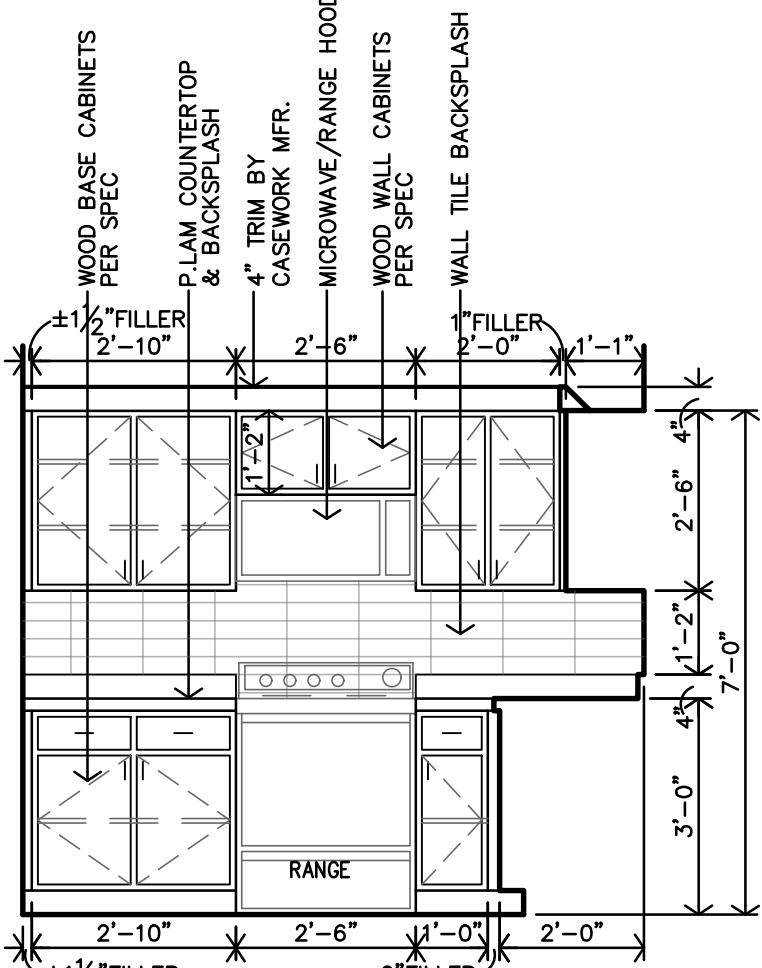 WOOD BASE CABINETS
PER SPEC
P.LAM COUNTERTOP
& BACKSPLASH
4" TRIM BY
CASEWORK MFR.
MICROWAVE/RANGE HOOD
WOOD WALL CABINETS
PER SPEC
WALL TILE BACKSPLASH
±1½"FILLER
1"FILLER
2'-10"
2'-6"
2'-0"
1'-1"
1'-2"
4"
2'-6"
1'-2"
7'-0"
4"
3'-0"
RANGE
2'-10"
2'-6"
1'-0"
2'-0"